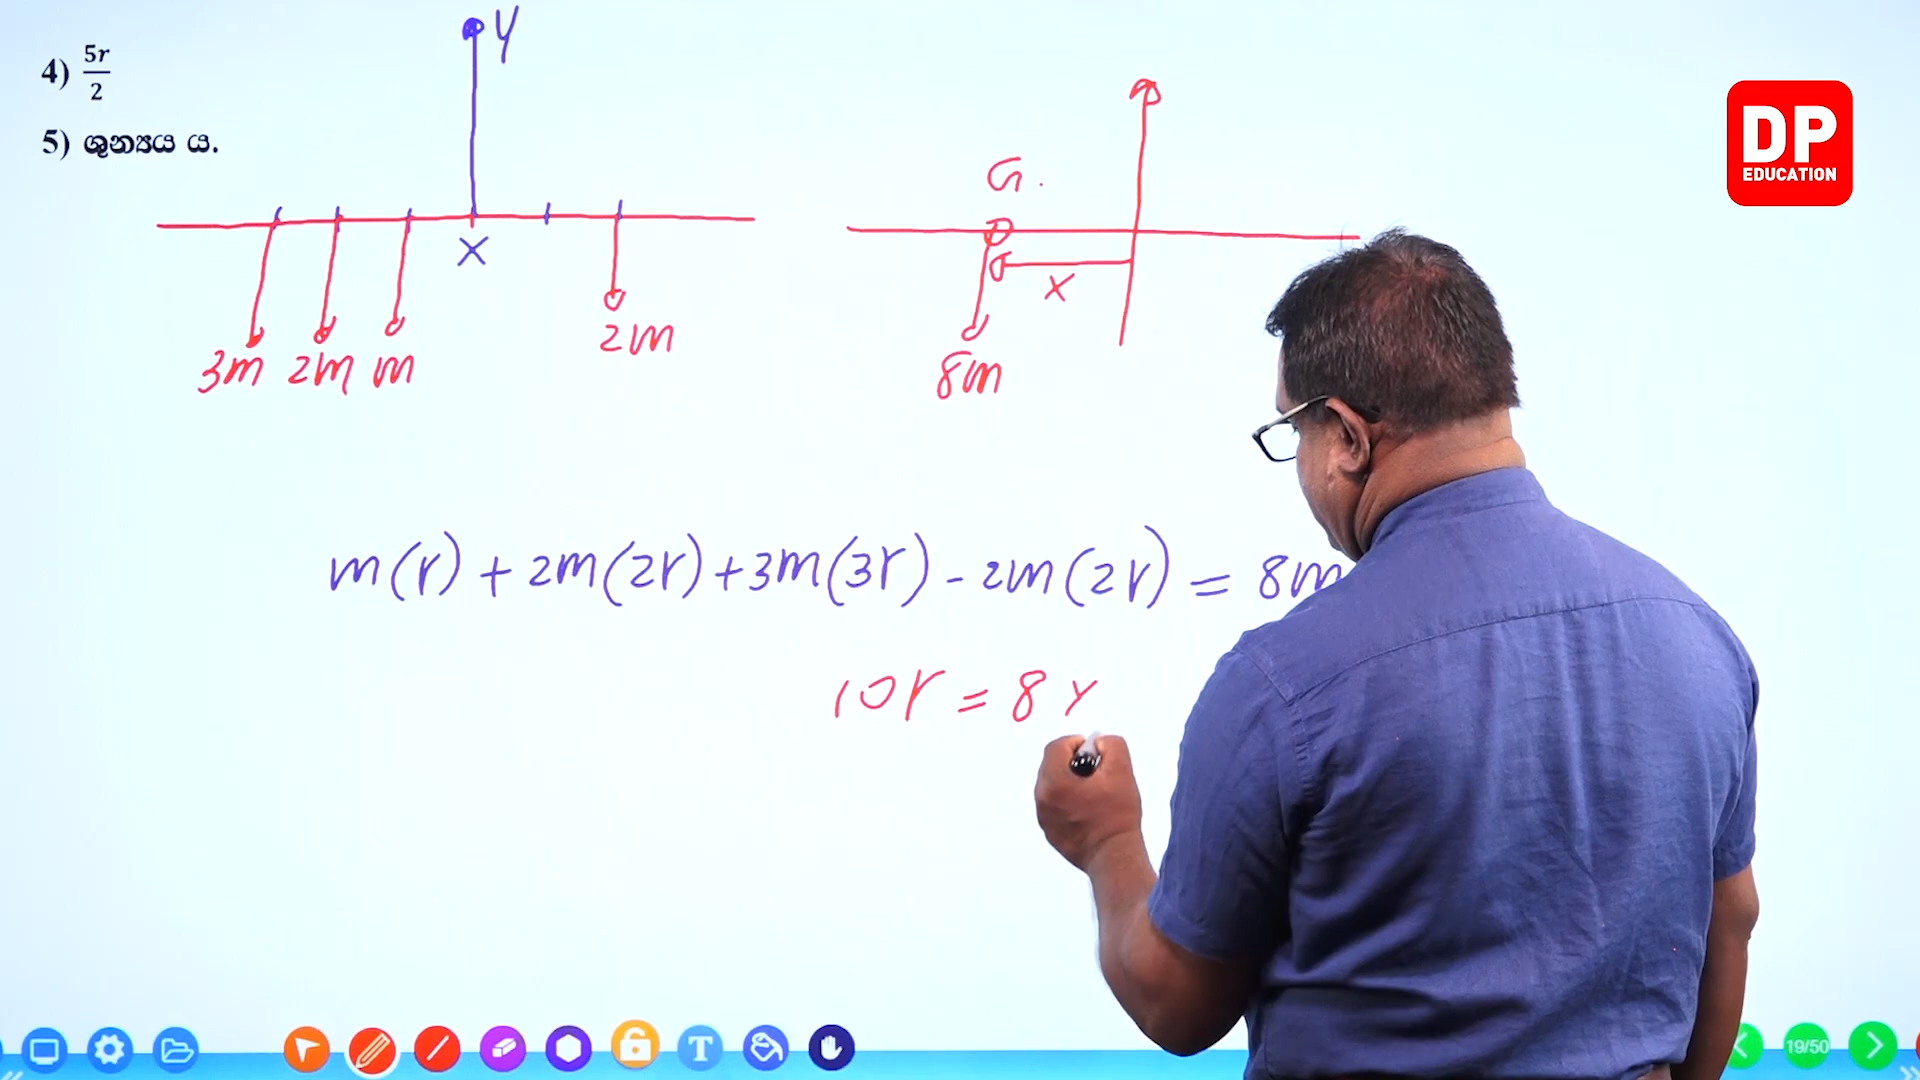 4) 5r/2
5) ශුන්‍යය ය.
y
x
3m 2m m 2m
G.
x
8m
DP
EDUCATION
m(r) + 2m(2r) + 3m(3r) - 2m(2r) = 8m
10r = 8x
T
19/50